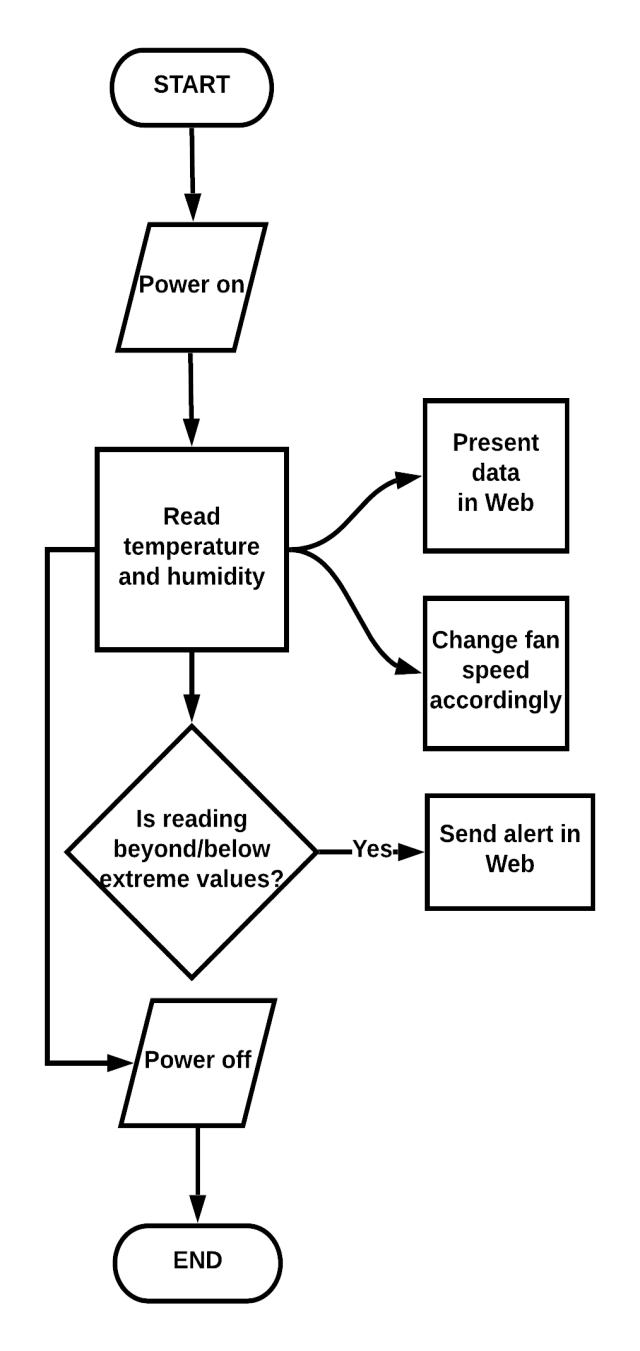 START
Power on
Read
temperature
and humidity
Present
data
in Web
Change fan
speed
accordingly
Is reading
beyond/below
extreme values?
Yes
Send alert in
Web
Power off
END